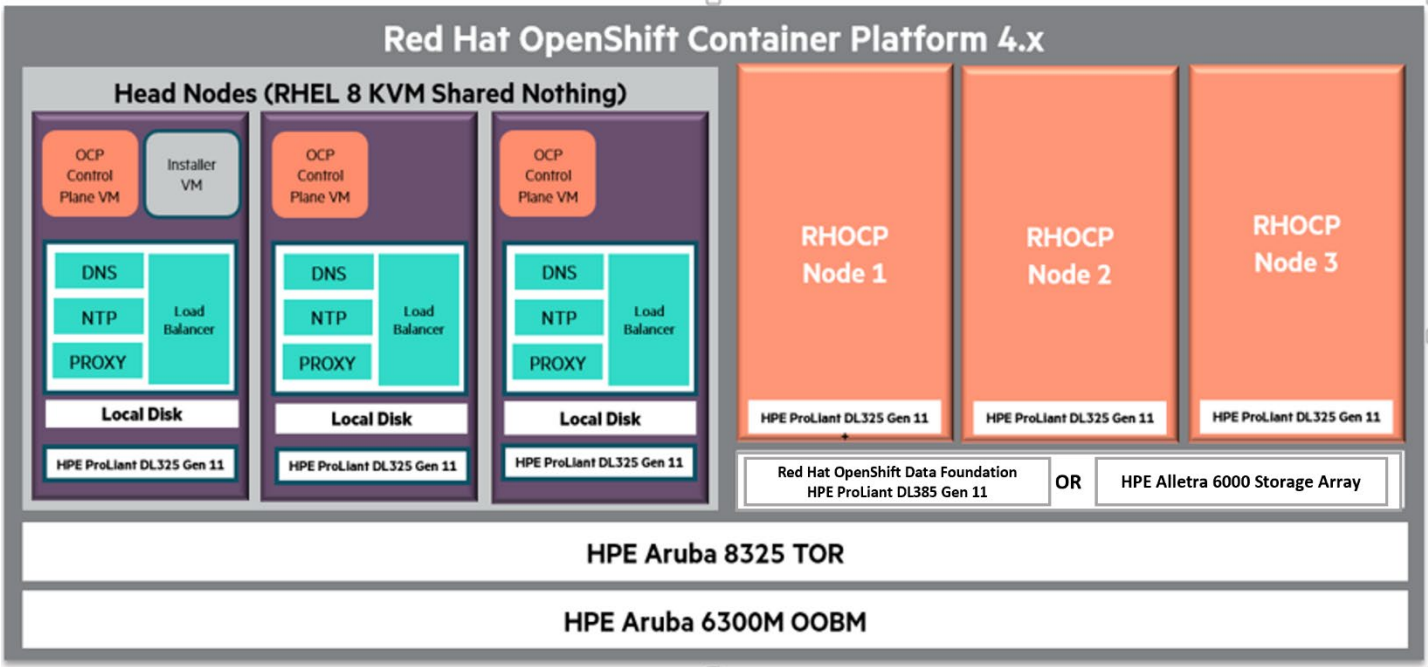 Red Hat OpenShift Container Platform 4.x
Head Nodes (RHEL 8 KVM Shared Nothing)
OCP
Control
Plane VM
Installer
VM
DNS
NTP
PROXY
Load
Balancer
Local Disk
HPE ProLiant DL325 Gen 11
OCP
Control
Plane VM
DNS
NTP
PROXY
Load
Balancer
Local Disk
HPE ProLiant DL325 Gen 11
OCP
Control
Plane VM
DNS
NTP
PROXY
Load
Balancer
Local Disk
HPE ProLiant DL325 Gen 11
RHOCP
Node 1
HPE ProLiant DL325 Gen 11
RHOCP
Node 2
HPE ProLiant DL325 Gen 11
RHOCP
Node 3
HPE ProLiant DL325 Gen 11
Red Hat OpenShift Data Foundation
HPE ProLiant DL385 Gen 11
OR
HPE Alletra 6000 Storage Array
HPE Aruba 8325 TOR
HPE Aruba 6300M OOBM